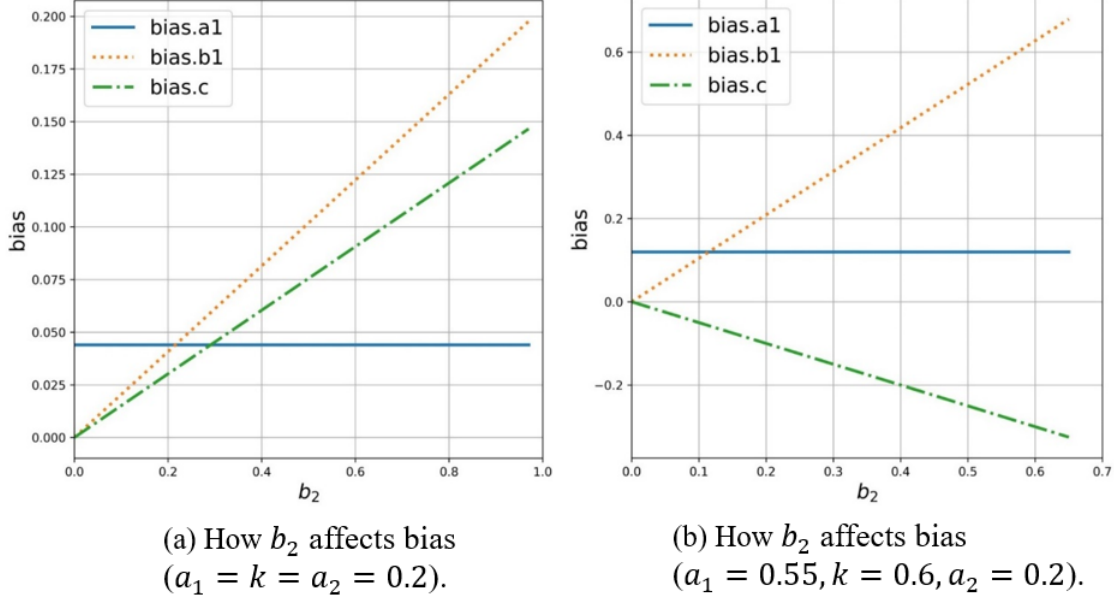 0.200
0.175
0.150
0.125
0.100
0.075
0.050
0.025
0.000
bias
bias.a1
bias.b1
bias.c
0.0 0.2 0.4 0.6 0.8 1.0
b₂
(a) How b₂ affects bias
(a₁ = k = a₂ = 0.2).
0.6
0.4
0.2
0.0
−0.2
bias
bias.a1
bias.b1
bias.c
0.0 0.1 0.2 0.3 0.4 0.5 0.6 0.7
b₂
(b) How b₂ affects bias
(a₁ = 0.55, k = 0.6, a₂ = 0.2).